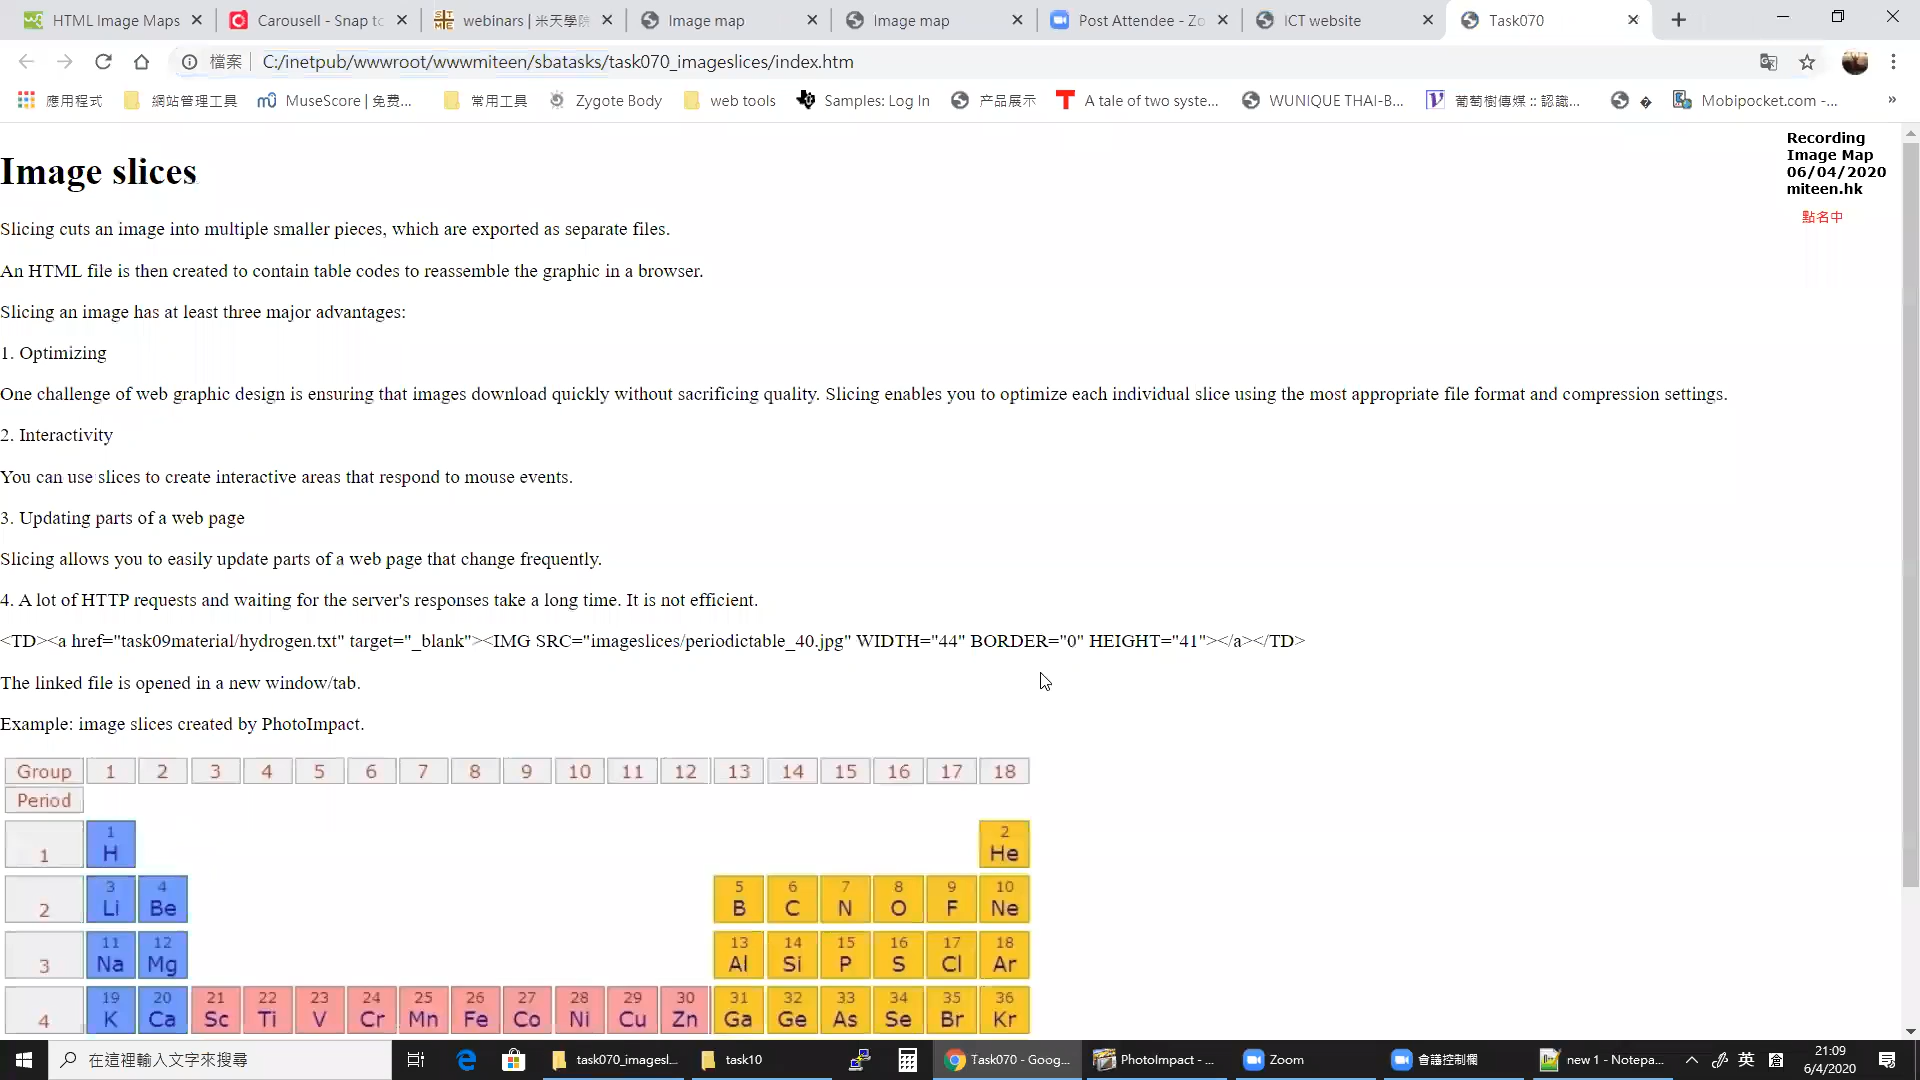 HTML Image Maps
Carousell - Snap to
webinars | 米天學院
Image map
Image map
Post Attendee - Zo
ICT website
Task070
檔案
C:/inetpub/wwwroot/wwwmiteen/sbatasks/task070_imageslices/index.htm
應用程式
網站管理工具
MuseScore | 免费...
常用工具
Zygote Body
web tools
Samples: Log In
产品展示
A tale of two syste...
WUNIQUE THAI-B...
葡萄樹傳媒 :: 認識...
Mobipocket.com -...
»
Recording
Image Map
06/04/2020
miteen.hk
點名中
Image slices
Slicing cuts an image into multiple smaller pieces, which are exported as separate files.
An HTML file is then created to contain table codes to reassemble the graphic in a browser.
Slicing an image has at least three major advantages:
1. Optimizing
One challenge of web graphic design is ensuring that images download quickly without sacrificing quality. Slicing enables you to optimize each individual slice using the most appropriate file format and compression settings.
2. Interactivity
You can use slices to create interactive areas that respond to mouse events.
3. Updating parts of a web page
Slicing allows you to easily update parts of a web page that change frequently.
4. A lot of HTTP requests and waiting for the server's responses take a long time. It is not efficient.
<TD><a href="task09material/hydrogen.txt" target="_blank"><IMG SRC="imageslices/periodictable_40.jpg" WIDTH="44" BORDER="0" HEIGHT="41"></a></TD>
The linked file is opened in a new window/tab.
Example: image slices created by PhotoImpact.
Group 1 2 3 4 5 6 7 8 9 10 11 12 13 14 15 16 17 18
Period
1 2
1 H He
3 4 5 6 7 8 9 10
2 Li Be B C N O F Ne
11 12 13 14 15 16 17 18
3 Na Mg Al Si P S Cl Ar
19 20 21 22 23 24 25 26 27 28 29 30 31 32 33 34 35 36
4 K Ca Sc Ti V Cr Mn Fe Co Ni Cu Zn Ga Ge As Se Br Kr
在這裡輸入文字來搜尋
task070_imagesl...
task10
Task070 - Goog...
PhotoImpact - ...
Zoom
會議控制欄
new 1 - Notepa...
英
倉
21:09
6/4/2020